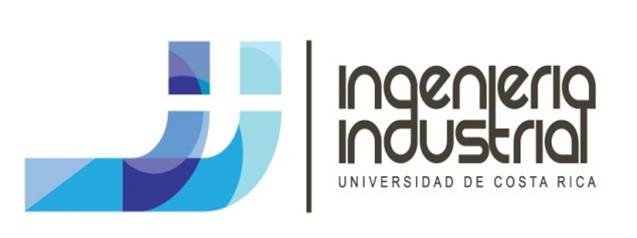 ingenieria
industrial
UNIVERSIDAD DE COSTA RICA